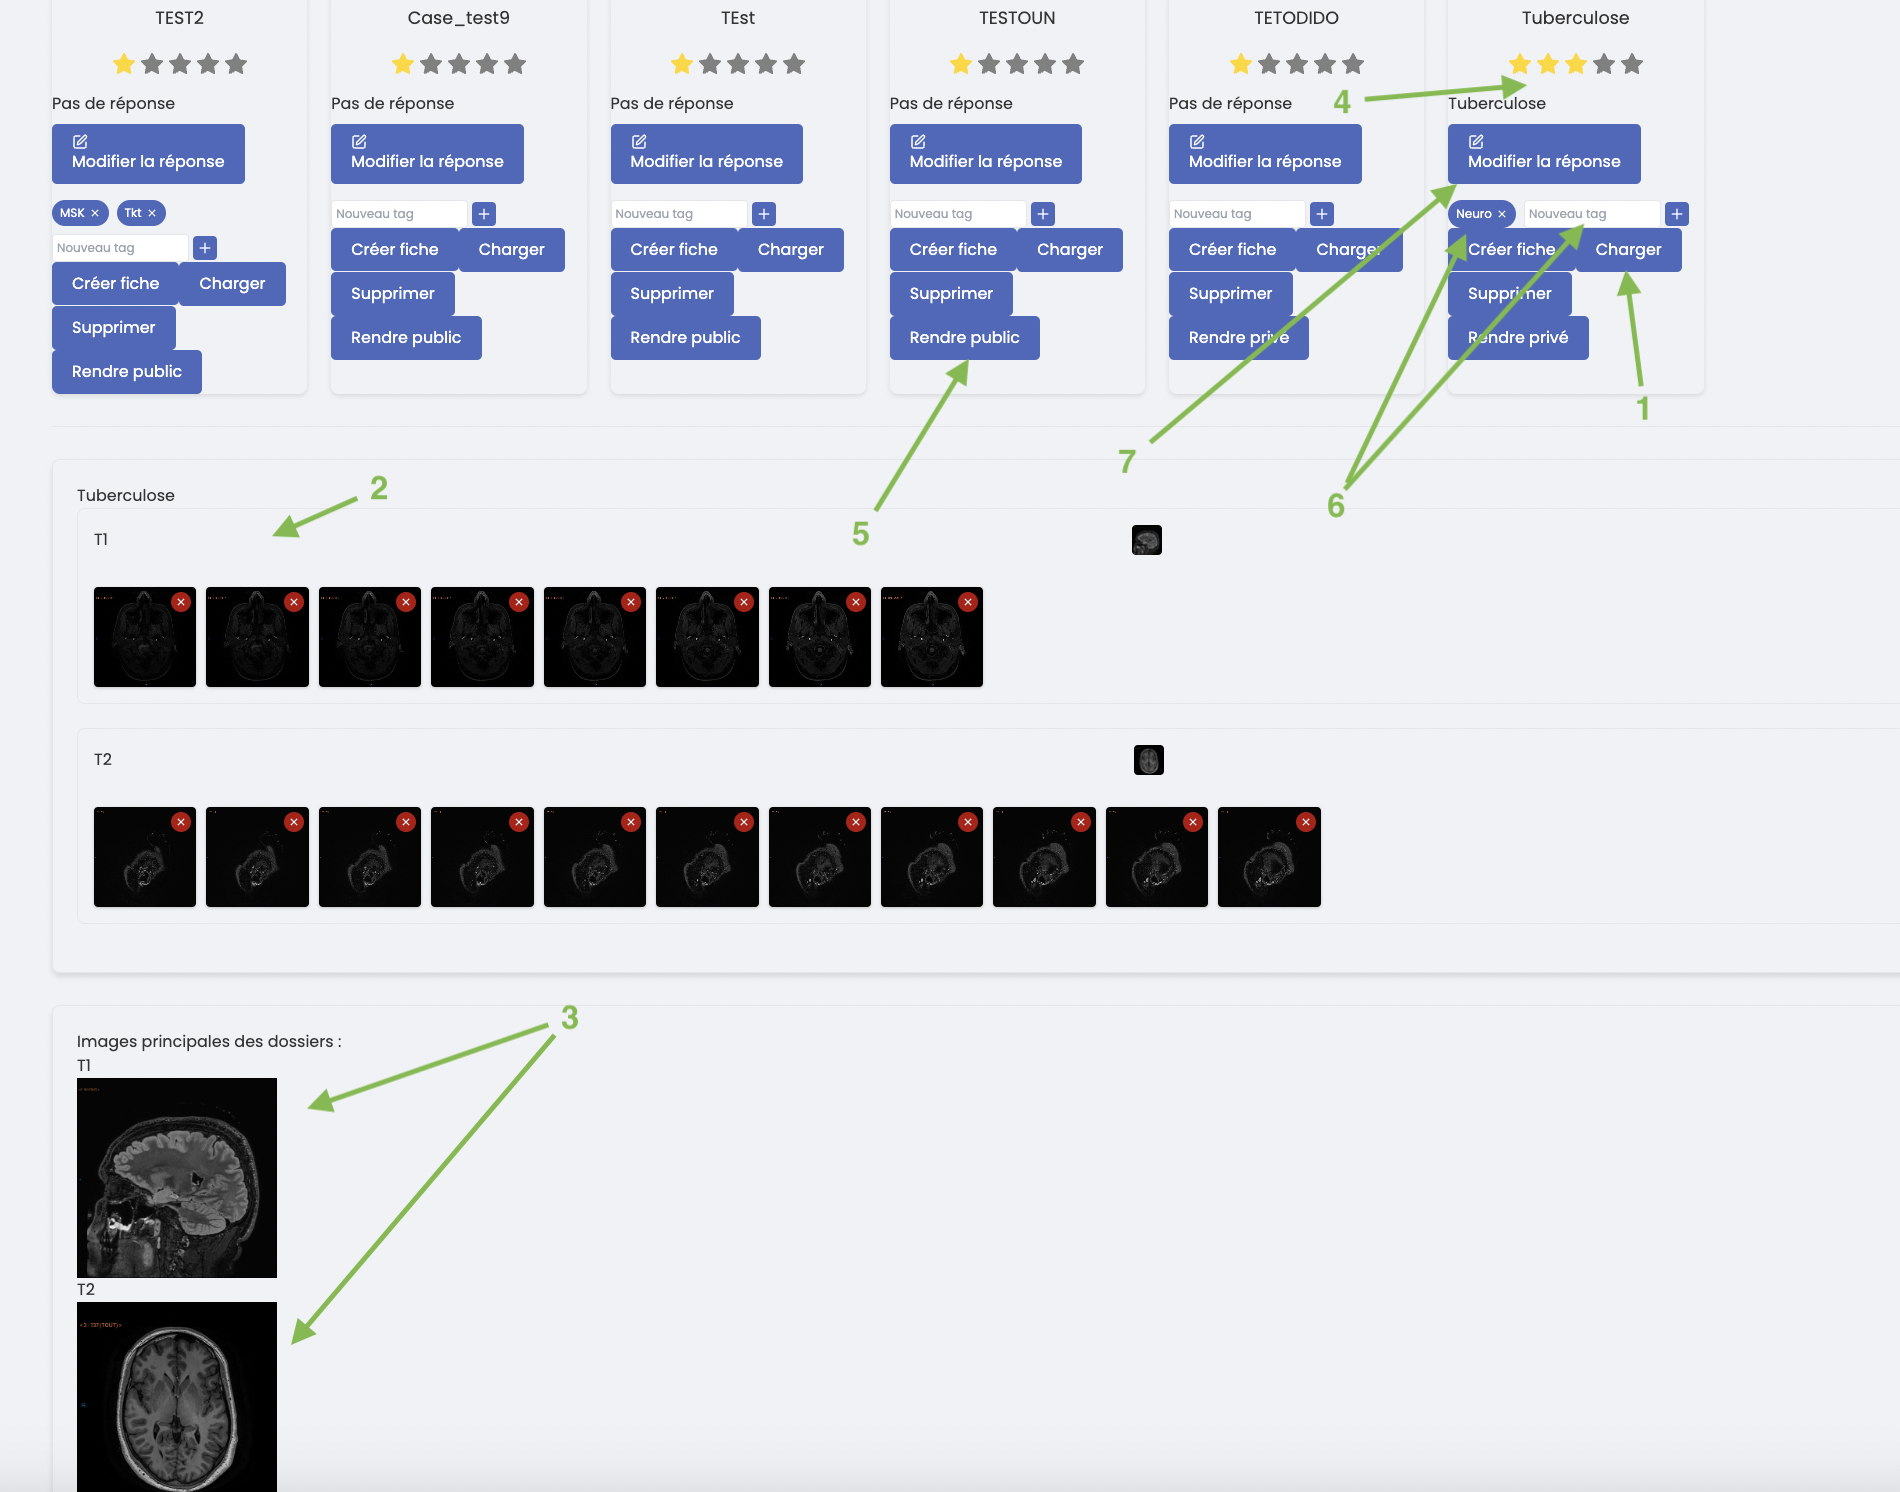 TEST2
Pas de réponse
Modifier la réponse
MSK ×
Tkt ×
Nouveau tag
+
Créer fiche
Charger
Supprimer
Rendre public
Case_test9
Pas de réponse
Modifier la réponse
Nouveau tag
+
Créer fiche
Charger
Supprimer
Rendre public
TEst
Pas de réponse
Modifier la réponse
Nouveau tag
+
Créer fiche
Charger
Supprimer
Rendre public
TESTOUN
Pas de réponse
Modifier la réponse
Nouveau tag
+
Créer fiche
Charger
Supprimer
Rendre public
TETODIDO
Pas de réponse
Modifier la réponse
Nouveau tag
+
Créer fiche
Charger
Supprimer
Rendre privé
Tuberculose
4
Tuberculose
Modifier la réponse
Neuro ×
Nouveau tag
+
Créer fiche
Charger
Supprimer
Rendre privé
1
7
6
5
2
Tuberculose
T1
T2
3
Images principales des dossiers :
T1
T2